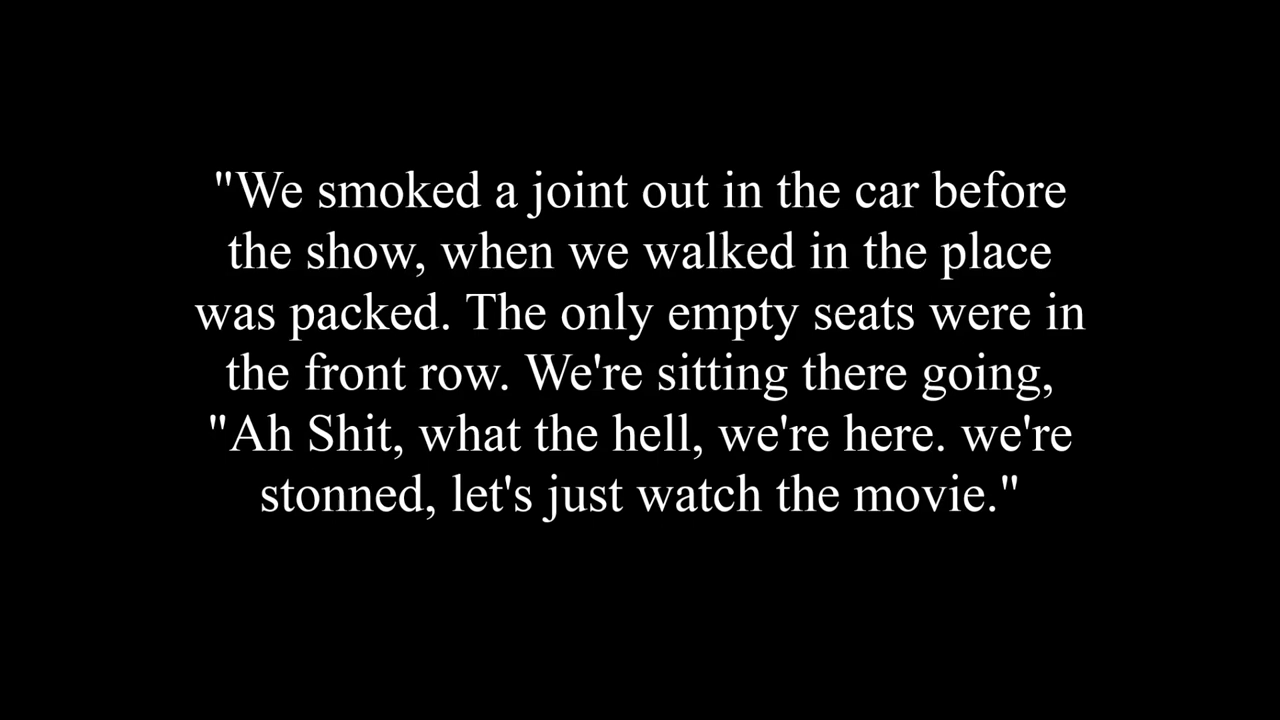 "We smoked a joint out in the car before
the show, when we walked in the place
was packed. The only empty seats were in
the front row. We're sitting there going,
"Ah Shit, what the hell, we're here. we're
stonned, let's just watch the movie."